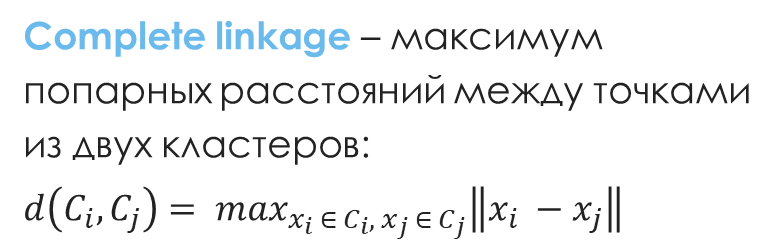 Complete linkage – максимум
попарных расстояний между точками
из двух кластеров:
d(C_i, C_j) = max_{x_i ∈ C_i, x_j ∈ C_j}‖x_i − x_j‖